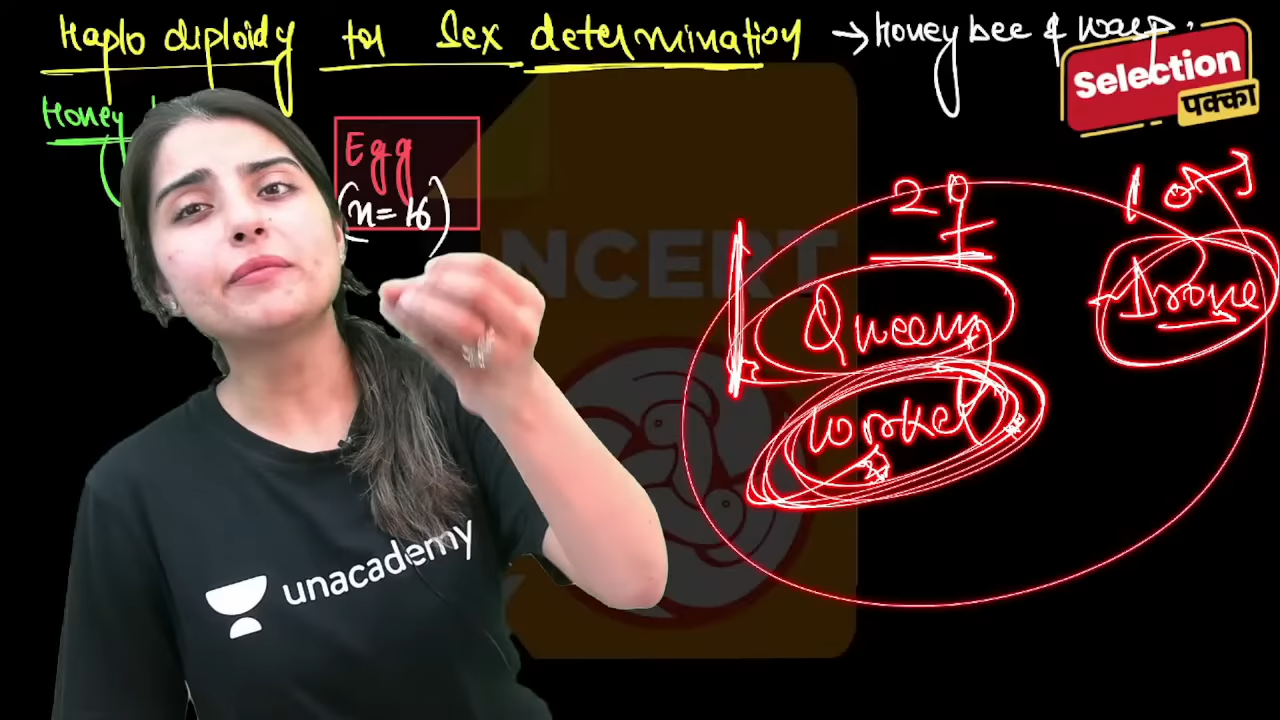 Haplo diploidy for Sex determination → Honey bee & wasp.
Selection
पक्का
Honey
Egg
(n=16)
2♀
Queen
Worker
Drone
NCERT
unacademy